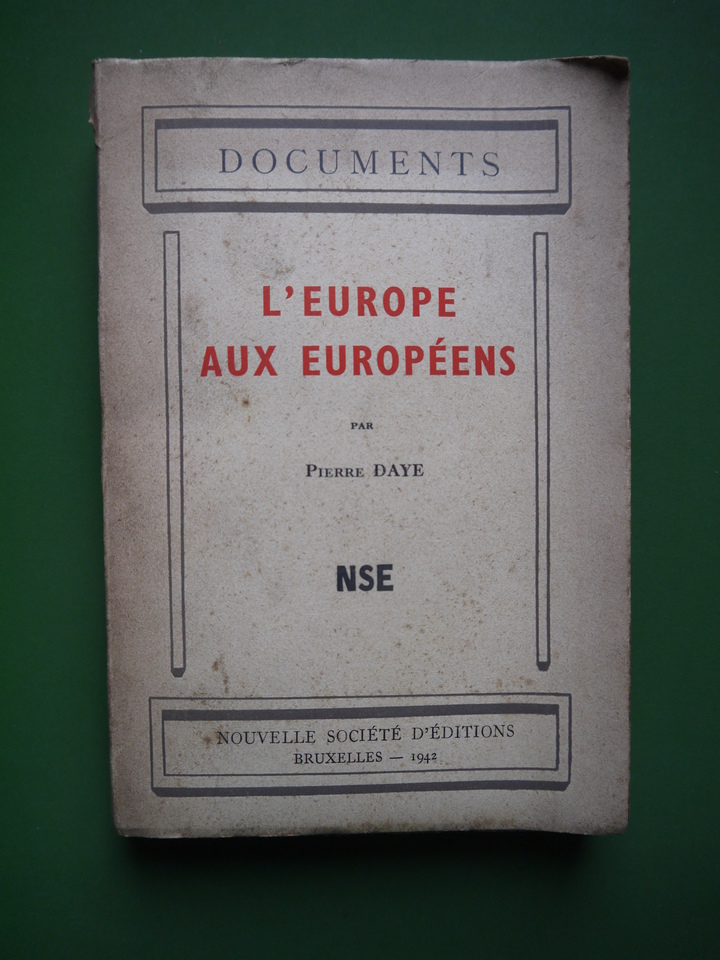 DOCUMENTS
L'EUROPE
AUX EUROPÉENS
PAR
PIERRE DAYE
NSE
NOUVELLE SOCIÉTÉ D'ÉDITIONS
BRUXELLES — 1942